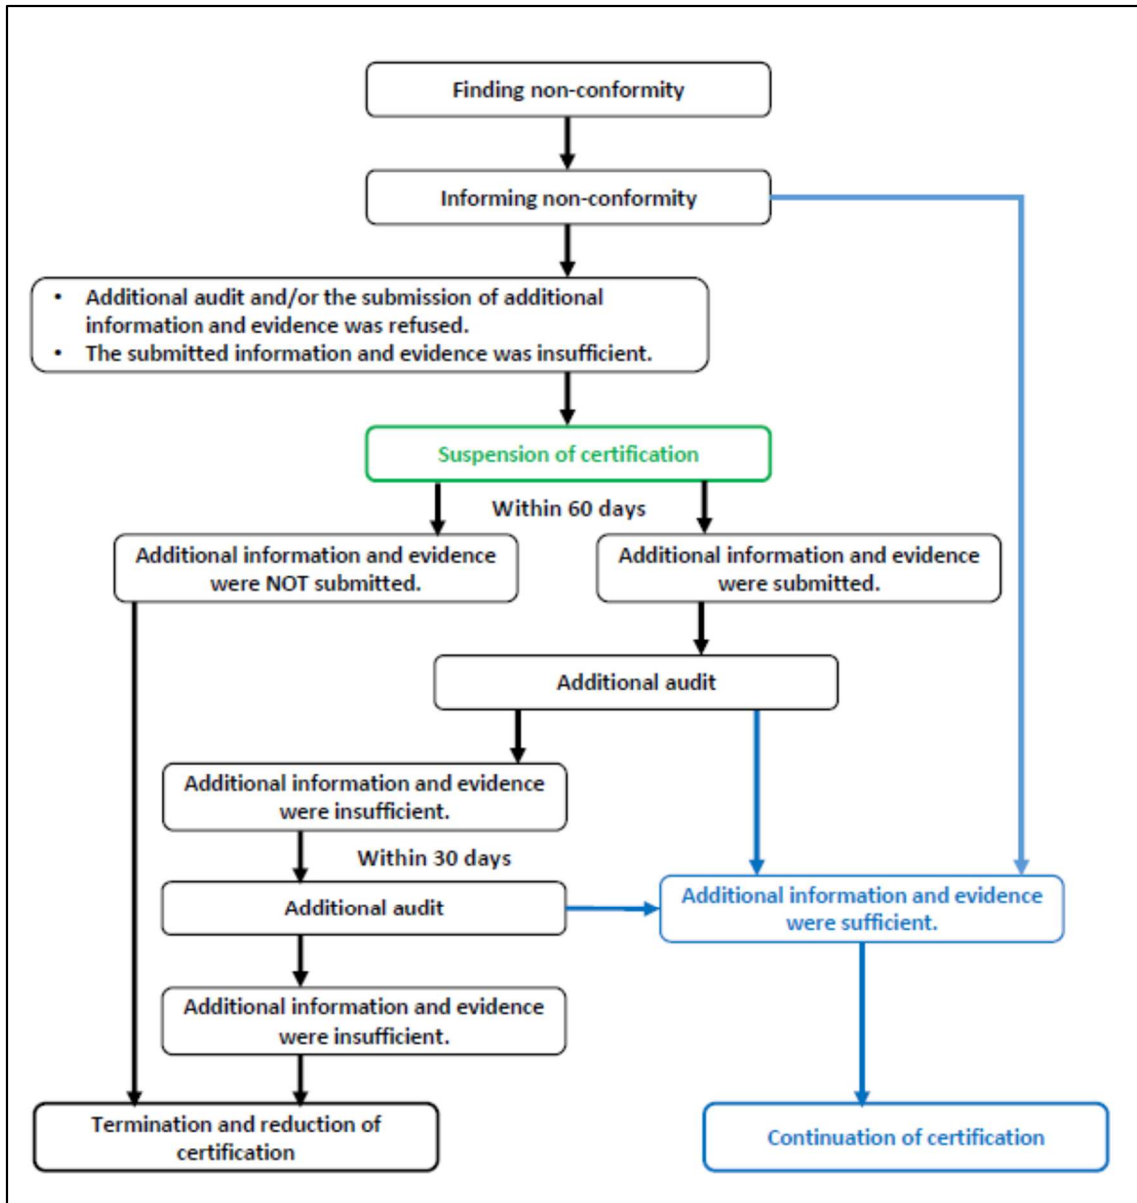 Finding non-conformity
Informing non-conformity
• Additional audit and/or the submission of additional
information and evidence was refused.
• The submitted information and evidence was insufficient.
Suspension of certification
Within 60 days
Additional information and evidence
were NOT submitted.
Additional information and evidence
were submitted.
Additional audit
Additional information and evidence
were insufficient.
Within 30 days
Additional audit
Additional information and evidence
were sufficient.
Additional information and evidence
were insufficient.
Termination and reduction of
certification
Continuation of certification